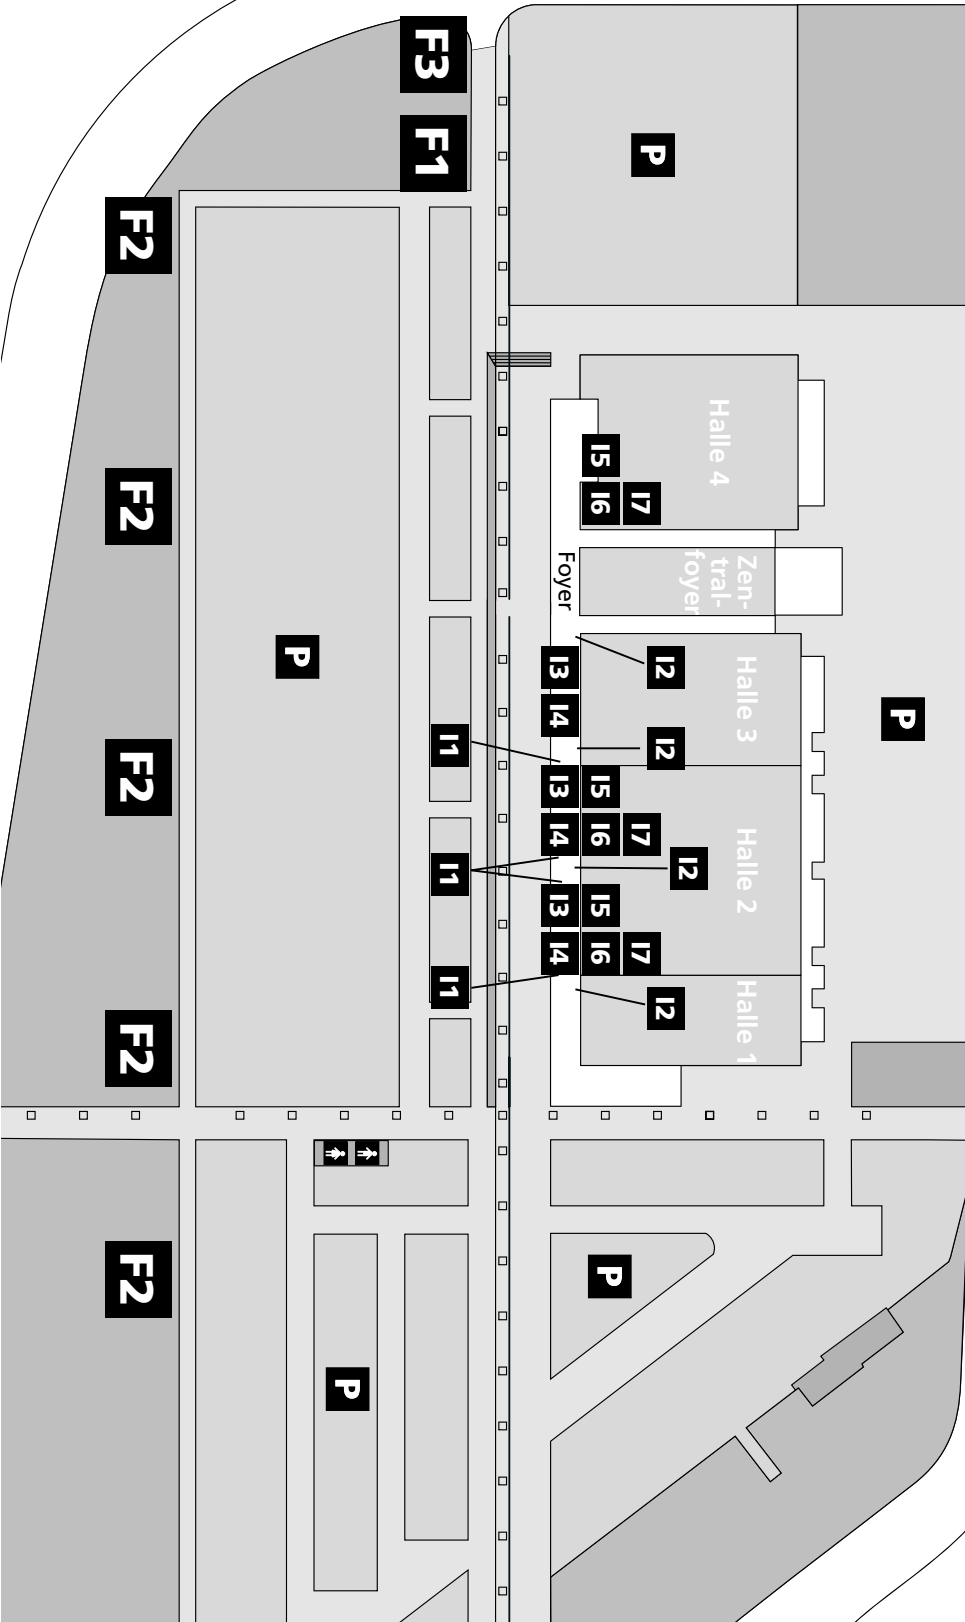 P
Halle 4
Zen-
tral-
foyer
Halle 3
Halle 2
Halle 1
I2
I2
I2
I2
P
I7
I7
I7
P
I5
I6
I5
I6
I5
I6
Foyer
I3
I4
I3
I4
I3
I4
I1
I1
I1
F3
F1
P
P
F2
F2
F2
F2
F2